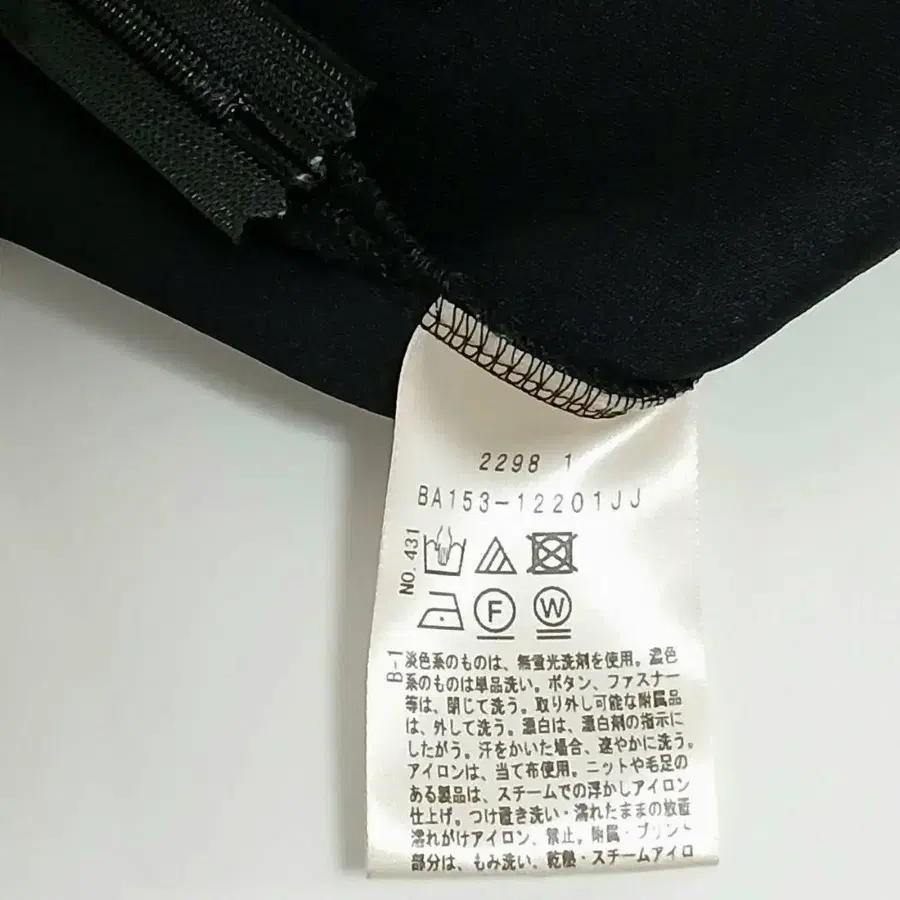 2298 1
BA153-12201JJ
NO. 431
F W
B-1
淡色系のものは、無蛍光洗剤を使用。濃色
系のものは単品洗い。ボタン、ファスナー
等は、閉じて洗う。取り外し可能な附属品
は、外して洗う。漂白は、漂白剤の指示に
したがう。汗をかいた場合、速やかに洗う。
アイロンは、当て布使用。ニットや毛足の
ある製品は、スチームでの浮かしアイロン
仕上げ。つけ置き洗い・濡れたままの放置
濡れがけアイロン、禁止。附属・プリント
部分は、もみ洗い、乾熱・スチームアイロ